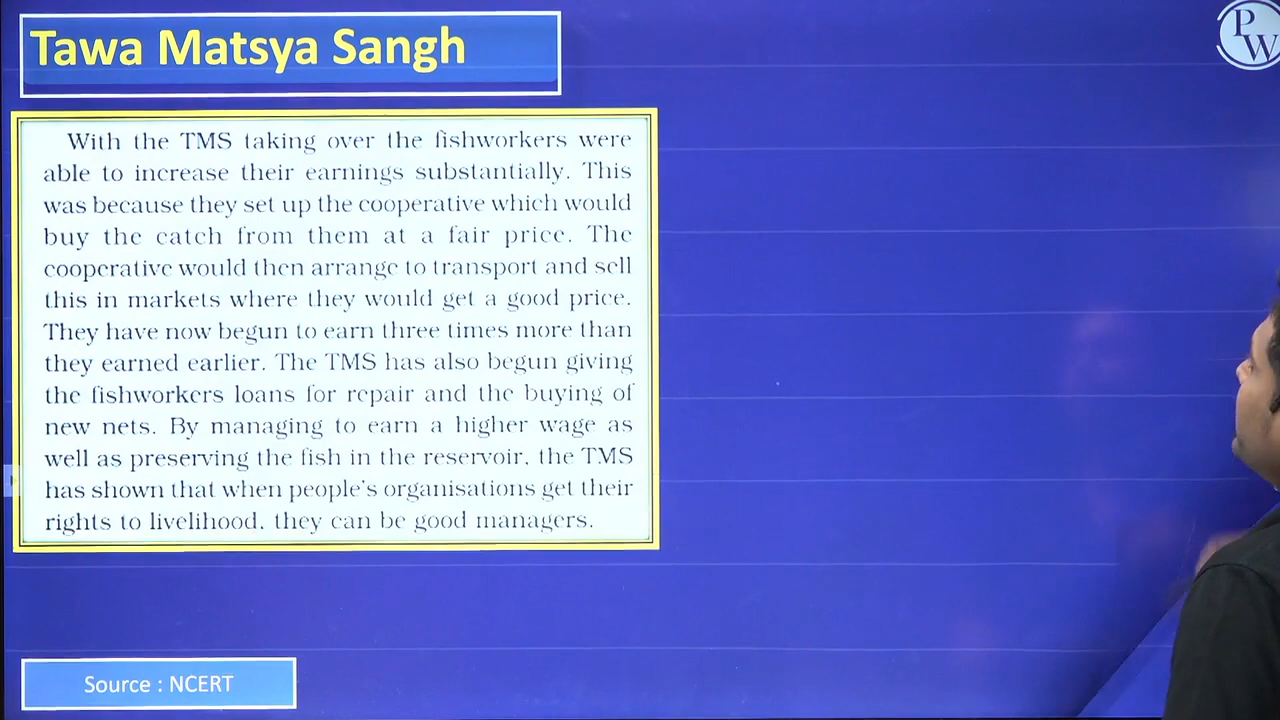 Tawa Matsya Sangh
PW
With the TMS taking over the fishworkers were
able to increase their earnings substantially. This
was because they set up the cooperative which would
buy the catch from them at a fair price. The
cooperative would then arrange to transport and sell
this in markets where they would get a good price.
They have now begun to earn three times more than
they earned earlier. The TMS has also begun giving
the fishworkers loans for repair and the buying of
new nets. By managing to earn a higher wage as
well as preserving the fish in the reservoir, the TMS
has shown that when people's organisations get their
rights to livelihood, they can be good managers.
Source : NCERT